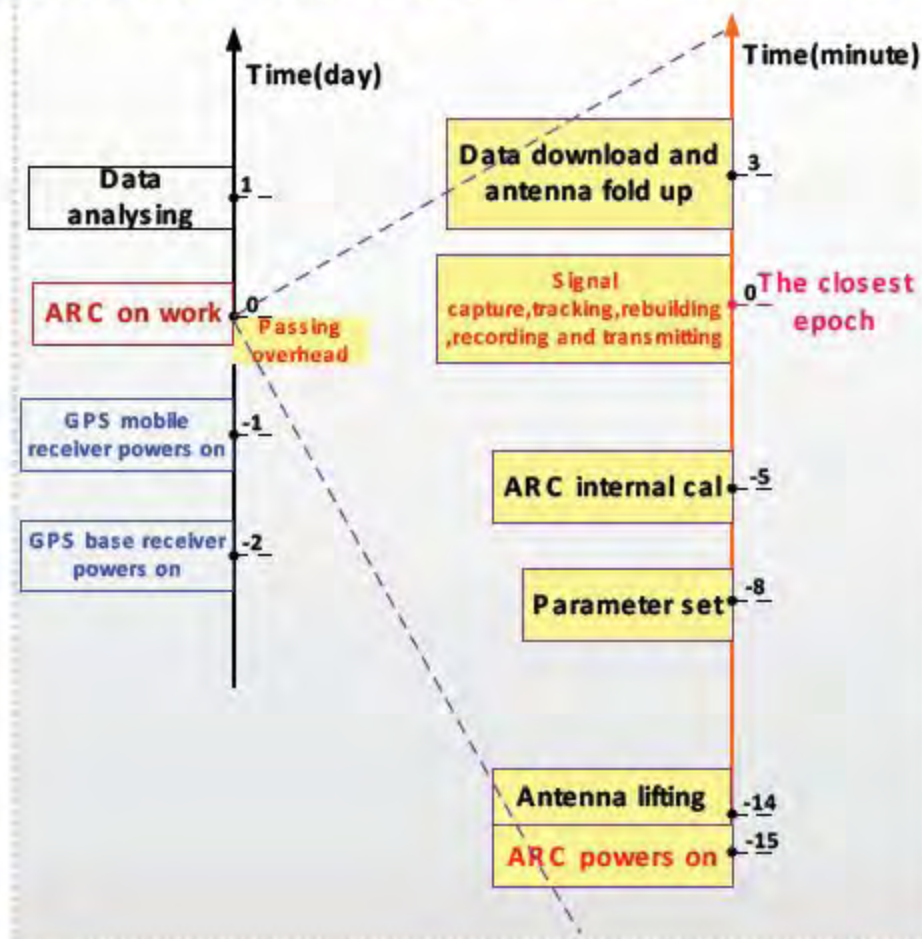 Time(day)
Data
analysing
1
ARC on work
0
Passing
overhead
GPS mobile
receiver powers on
-1
GPS base receiver
powers on
-2
Time(minute)
Data download and
antenna fold up
3
Signal
capture,tracking,rebuilding
,recording and transmitting
0
The closest
epoch
ARC internal cal
-5
Parameter set
-8
Antenna lifting
-14
ARC powers on
-15